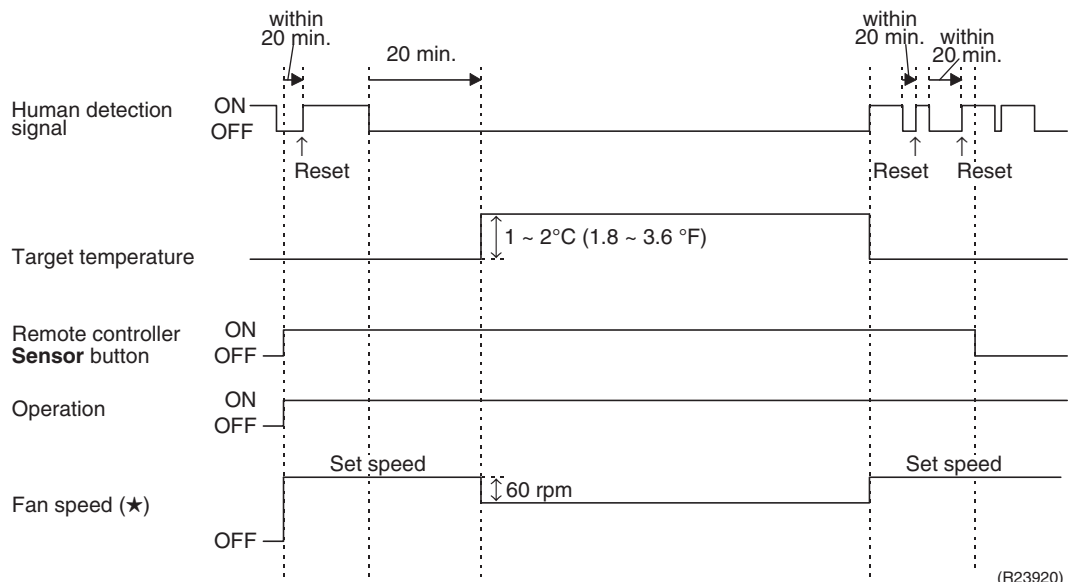 within
20 min.
20 min.
within
20 min.
within
20 min.
Human detection
signal
ON
OFF
↑
Reset
↑
Reset
↑
Reset
Target temperature
1 ~ 2°C (1.8 ~ 3.6 °F)
Remote controller
Sensor button
ON
OFF
Operation
ON
OFF
Fan speed (★)
Set speed
60 rpm
Set speed
OFF
(R23920)